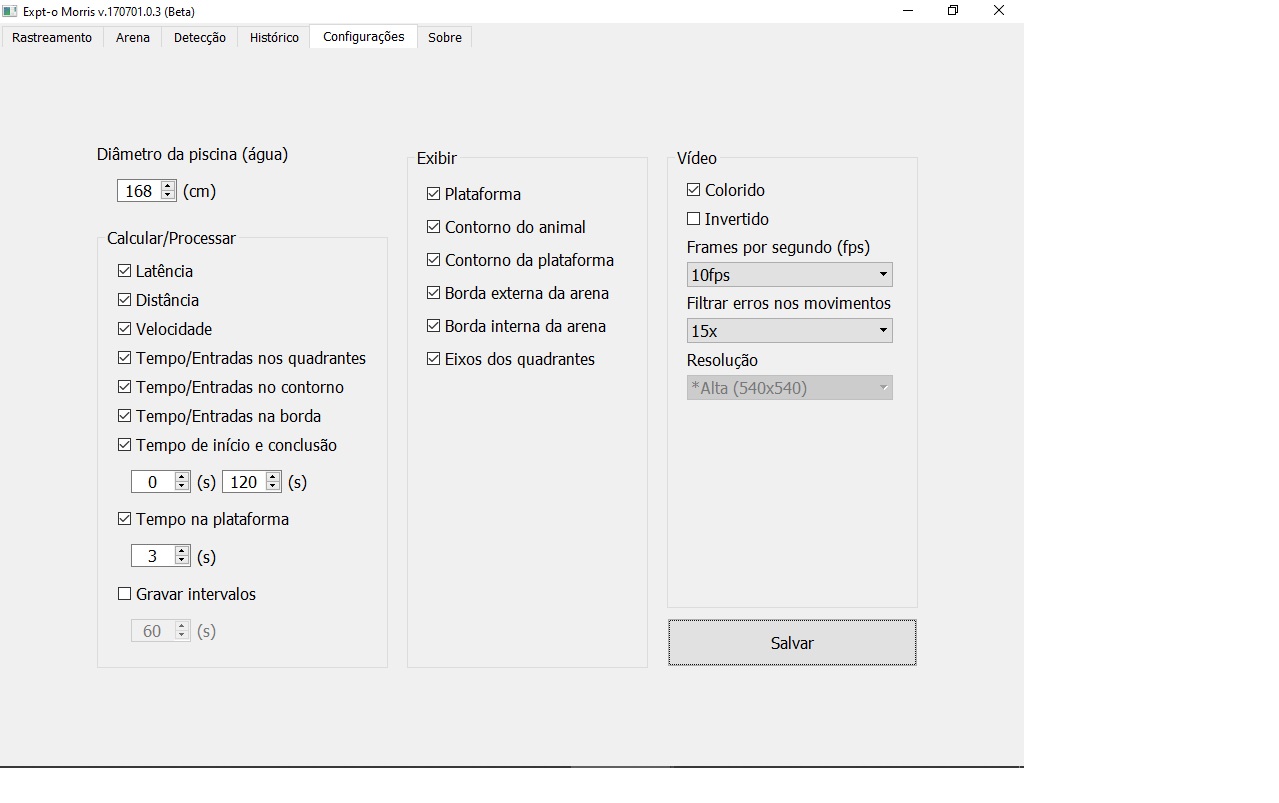 Expt-o Morris v.170701.0.3 (Beta)
Rastreamento Arena Detecção Histórico Configurações Sobre
Diâmetro da piscina (água)
168 (cm)
Calcular/Processar
Latência
Distância
Velocidade
Tempo/Entradas nos quadrantes
Tempo/Entradas no contorno
Tempo/Entradas na borda
Tempo de início e conclusão
0 (s) 120 (s)
Tempo na plataforma
3 (s)
Gravar intervalos
60 (s)
Exibir
Plataforma
Contorno do animal
Contorno da plataforma
Borda externa da arena
Borda interna da arena
Eixos dos quadrantes
Vídeo
Colorido
Invertido
Frames por segundo (fps)
10fps
Filtrar erros nos movimentos
15x
Resolução
*Alta (540x540)
Salvar